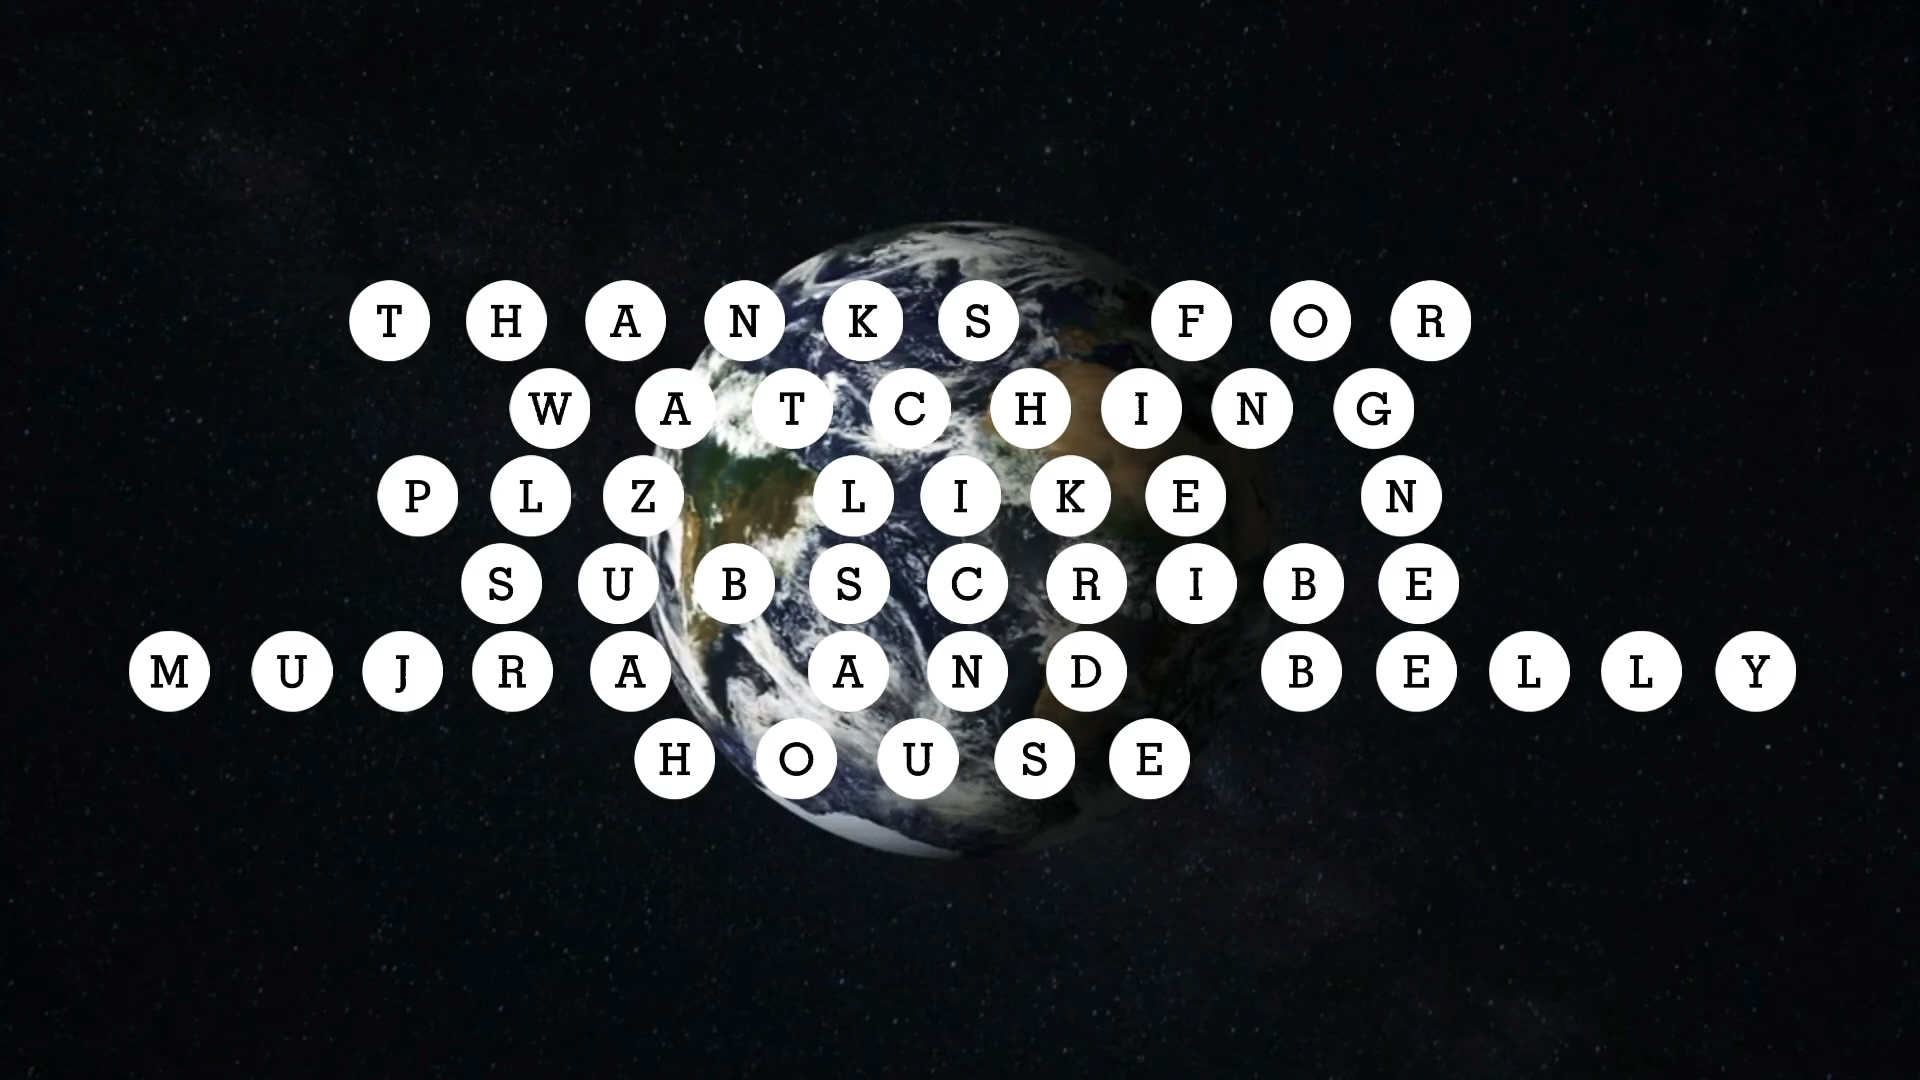 THANKS FOR
WATCHING
PLZ LIKE N
SUBSCRIBE
MUJRA AND BELLY
HOUSE